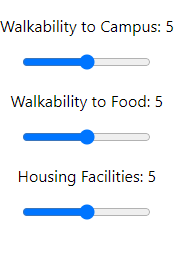 Walkability to Campus: 5
Walkability to Food: 5
Housing Facilities: 5